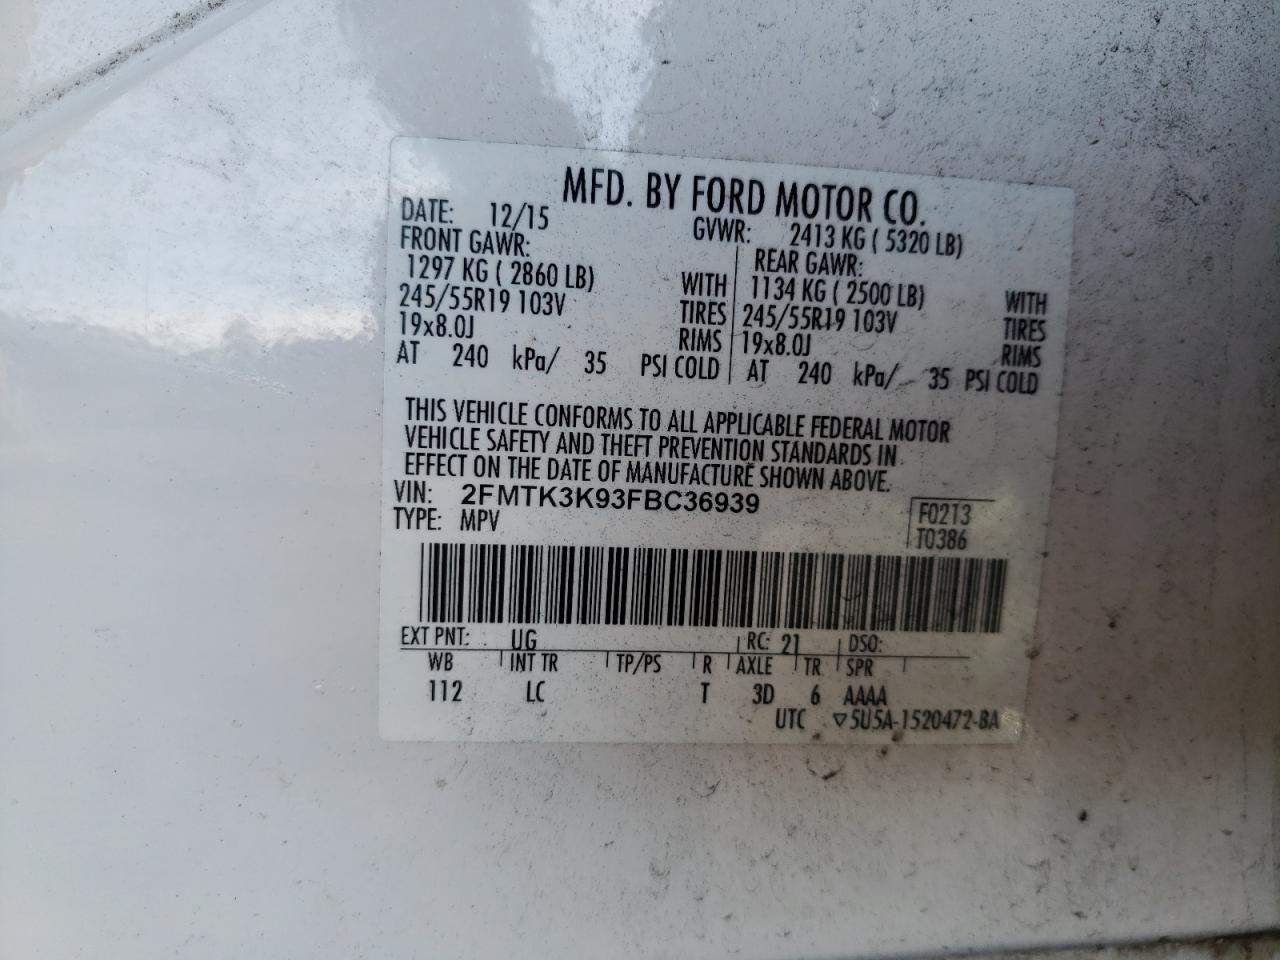 MFD. BY FORD MOTOR CO.
DATE: 12/15 GVWR: 2413 KG ( 5320 LB)
FRONT GAWR: REAR GAWR:
1297 KG ( 2860 LB) WITH 1134 KG ( 2500 LB) WITH
245/55R19 103V TIRES 245/55R19 103V TIRES
19x8.0J RIMS 19x8.0J RIMS
AT 240 kPa/ 35 PSI COLD AT 240 kPa/ 35 PSI COLD
THIS VEHICLE CONFORMS TO ALL APPLICABLE FEDERAL MOTOR
VEHICLE SAFETY AND THEFT PREVENTION STANDARDS IN
EFFECT ON THE DATE OF MANUFACTURE SHOWN ABOVE.
VIN: 2FMTK3K93FBC36939
TYPE: MPV F0213
T0386
EXT PNT: UG RC: 21 DSO:
WB INT TR TP/PS R AXLE TR SPR
112 LC T 3D 6 AAAA
UTC ▽5U5A-1520472-BA